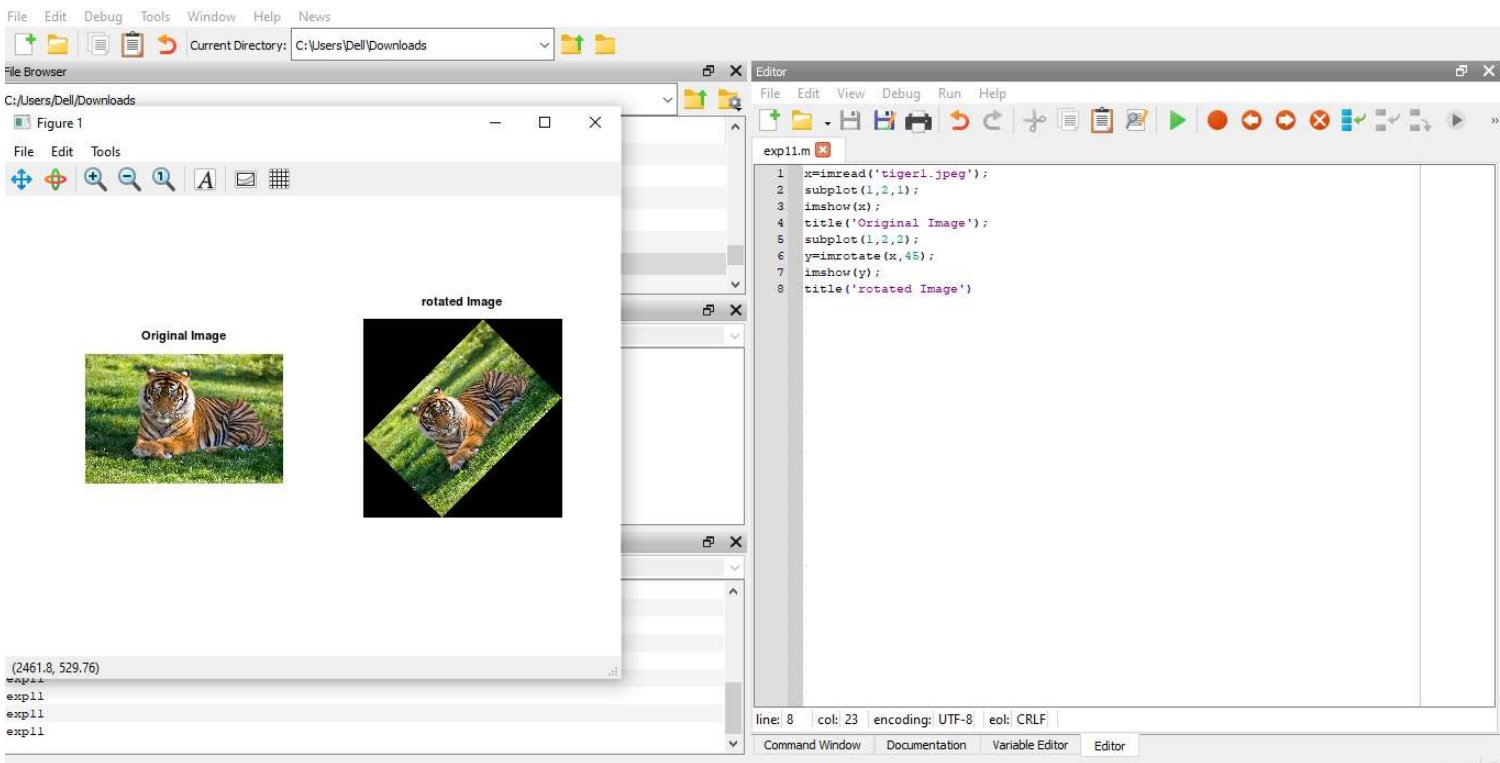 File Edit Debug Tools Window Help News
Current Directory: C:\Users\Dell\Downloads
File Browser
C:/Users/Dell/Downloads
Figure 1
File Edit Tools
A
Original Image
rotated Image
(2461.8, 529.76)
exp11
exp11
exp11
exp11
Editor
File Edit View Debug Run Help
exp11.m
1 x=imread('tiger1.jpeg');
2 subplot(1,2,1);
3 imshow(x);
4 title('Original Image');
5 subplot(1,2,2);
6 y=imrotate(x,45);
7 imshow(y);
8 title('rotated Image')
line: 8 col: 23 encoding: UTF-8 eol: CRLF
Command Window Documentation Variable Editor Editor